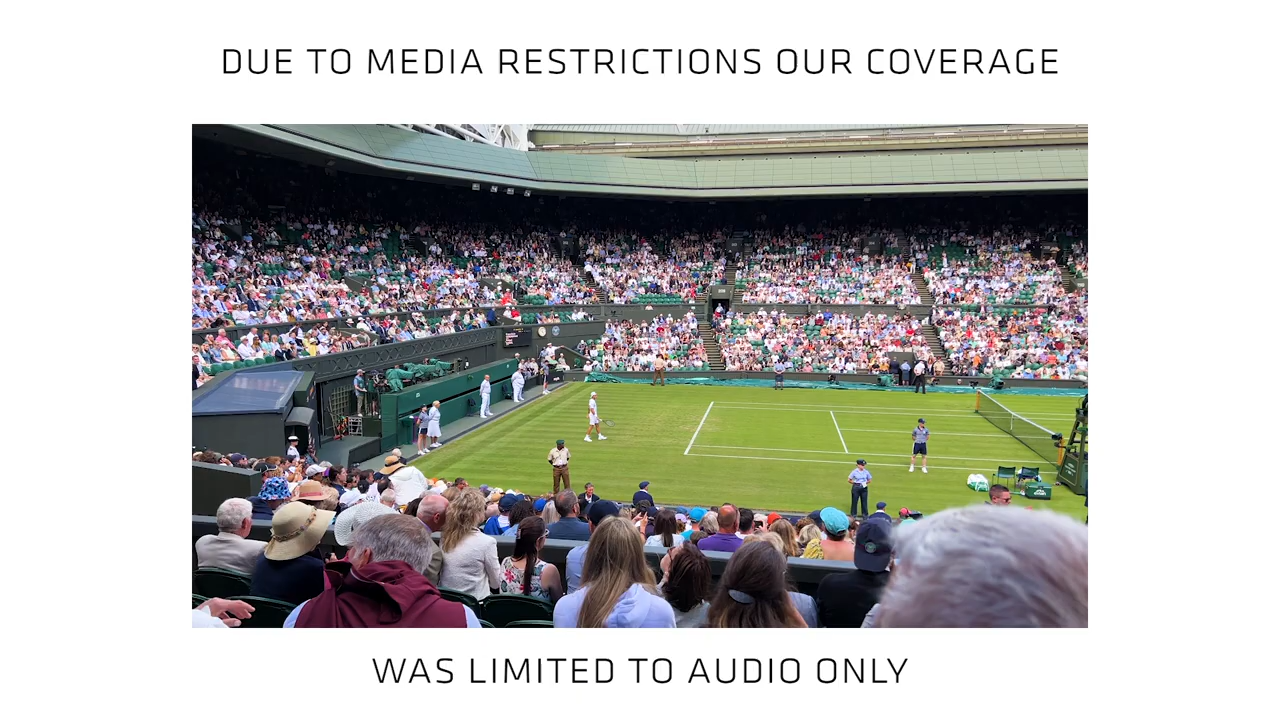 DUE TO MEDIA RESTRICTIONS OUR COVERAGE
WAS LIMITED TO AUDIO ONLY